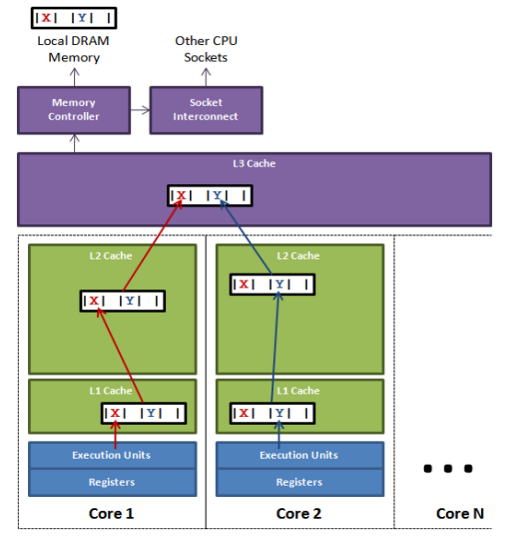 |X| |Y| |
Local DRAM
Memory
Other CPU
Sockets
Memory
Controller
Socket
Interconnect
L3 Cache
|X| |Y| |
L2 Cache
L2 Cache
|X| |Y| |
|X| |Y| |
L1 Cache
L1 Cache
|X| |Y| |
|X| |Y| |
Execution Units
Execution Units
Registers
Registers
...
Core 1
Core 2
Core N